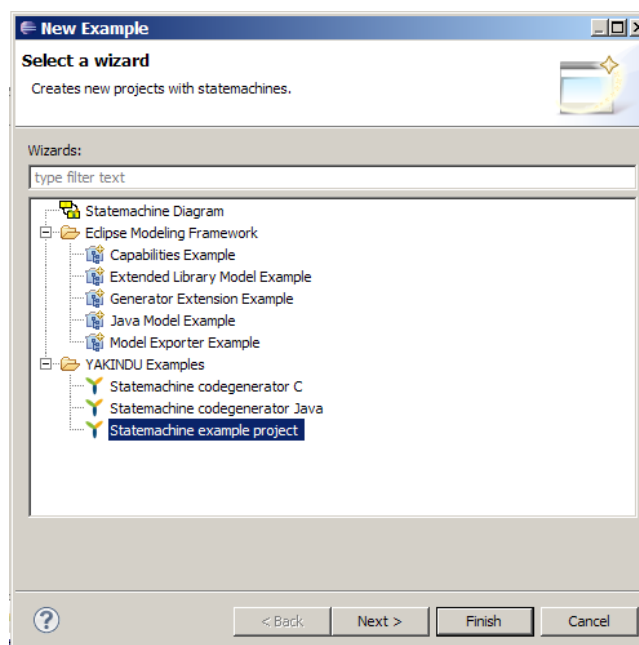 New Example
Select a wizard
Creates new projects with statemachines.
Wizards:
type filter text
Statemachine Diagram
Eclipse Modeling Framework
Capabilities Example
Extended Library Model Example
Generator Extension Example
Java Model Example
Model Exporter Example
YAKINDU Examples
Statemachine codegenerator C
Statemachine codegenerator Java
Statemachine example project
< Back Next > Finish Cancel